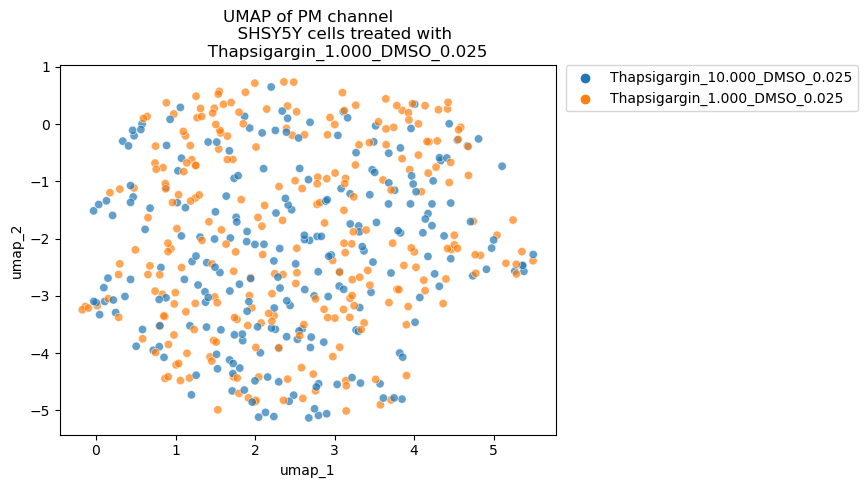 UMAP of PM channel
SHSY5Y cells treated with
Thapsigargin_1.000_DMSO_0.025
Thapsigargin_10.000_DMSO_0.025
Thapsigargin_1.000_DMSO_0.025
umap_2
1
0
−1
−2
−3
−4
−5
0 1 2 3 4 5
umap_1